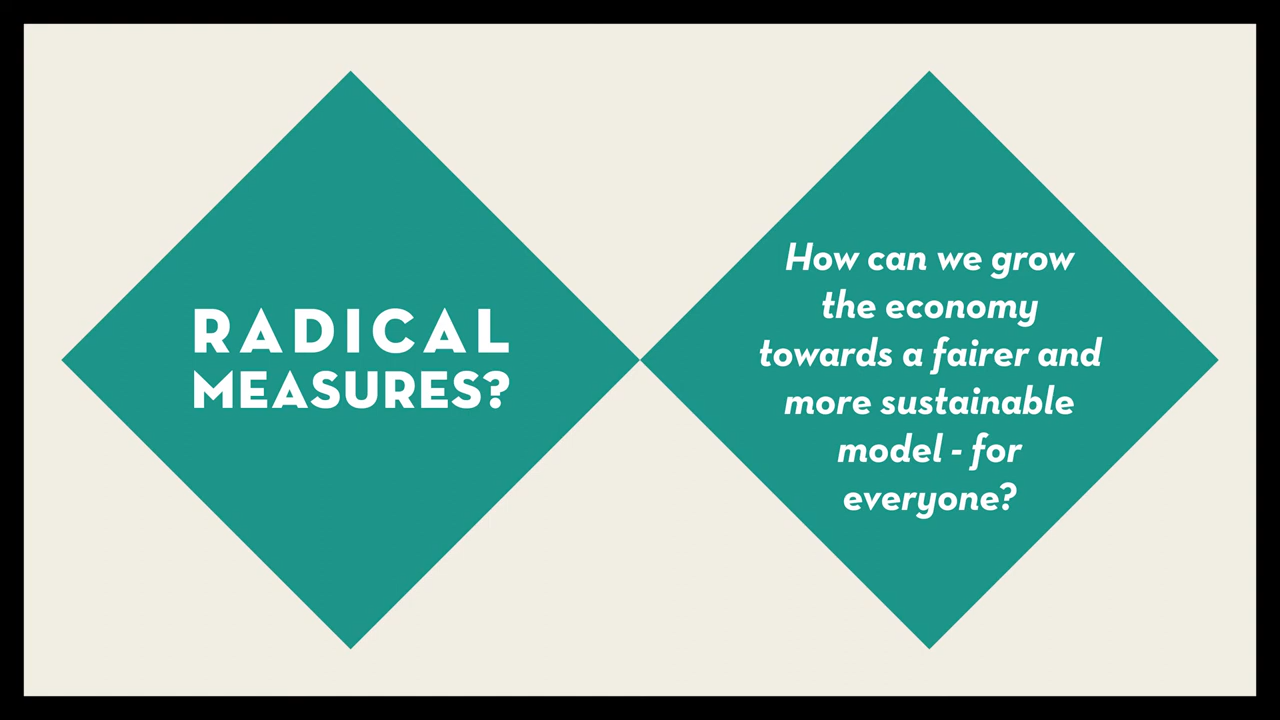 RADICAL
MEASURES?
How can we grow
the economy
towards a fairer and
more sustainable
model - for
everyone?